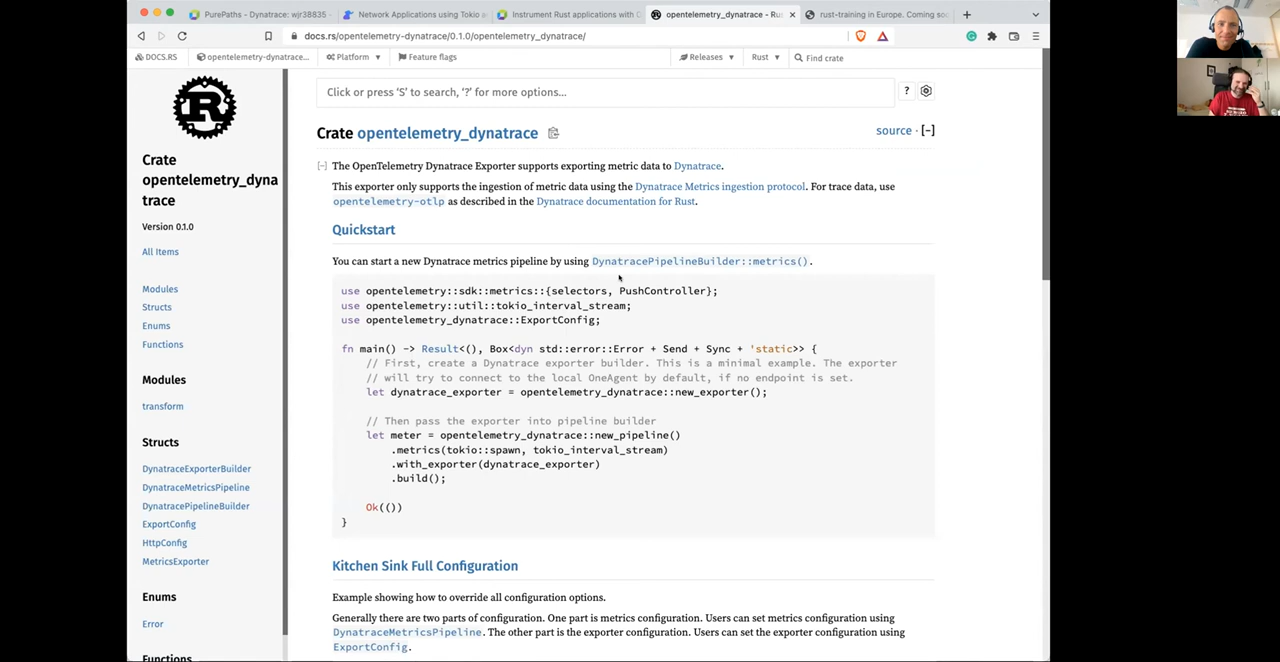 PurePaths - Dynatrace: wjr38835 -
Network Applications using Tokio a
Instrument Rust applications with O
opentelemetry_dynatrace - Ru
rust-training in Europe. Coming soo
docs.rs/opentelemetry-dynatrace/0.1.0/opentelemetry_dynatrace/
DOCS.RS
opentelemetry-dynatrace...
Platform
Feature flags
Releases
Rust
Find crate
Click or press ‘S’ to search, ‘?’ for more options...
?
Crate opentelemetry_dynatrace
source · [−]
Crate
opentelemetry_dyna
trace
Version 0.1.0
All Items
Modules
Structs
Enums
Functions
Modules
transform
Structs
DynatraceExporterBuilder
DynatraceMetricsPipeline
DynatracePipelineBuilder
ExportConfig
HttpConfig
MetricsExporter
Enums
Error
Functions
[−] The OpenTelemetry Dynatrace Exporter supports exporting metric data to Dynatrace.
This exporter only supports the ingestion of metric data using the Dynatrace Metrics ingestion protocol. For trace data, use
opentelemetry-otlp as described in the Dynatrace documentation for Rust.
Quickstart
You can start a new Dynatrace metrics pipeline by using DynatracePipelineBuilder::metrics().
use opentelemetry::sdk::metrics::{selectors, PushController};
use opentelemetry::util::tokio_interval_stream;
use opentelemetry_dynatrace::ExportConfig;
fn main() -> Result<(), Box<dyn std::error::Error + Send + Sync + 'static>> {
// First, create a Dynatrace exporter builder. This is a minimal example. The exporter
// will try to connect to the local OneAgent by default, if no endpoint is set.
let dynatrace_exporter = opentelemetry_dynatrace::new_exporter();
// Then pass the exporter into pipeline builder
let meter = opentelemetry_dynatrace::new_pipeline()
.metrics(tokio::spawn, tokio_interval_stream)
.with_exporter(dynatrace_exporter)
.build();
Ok(())
}
Kitchen Sink Full Configuration
Example showing how to override all configuration options.
Generally there are two parts of configuration. One part is metrics configuration. Users can set metrics configuration using
DynatraceMetricsPipeline. The other part is the exporter configuration. Users can set the exporter configuration using
ExportConfig.